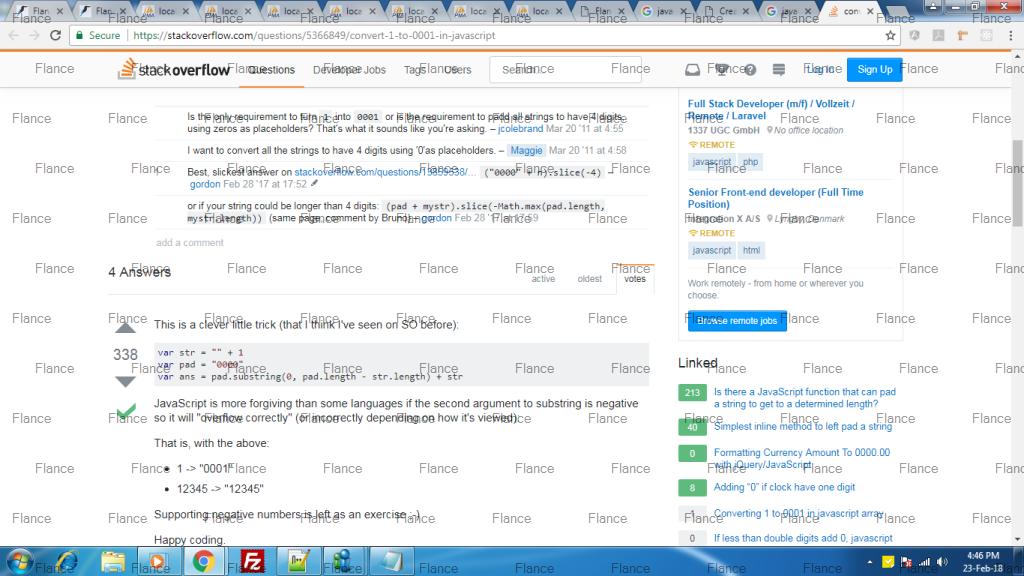 Flan
Flan
loca
loca
loca
loca
loca
loca
loca
Flan
java
Cre
java
con
Secure
https://stackoverflow.com/questions/5366849/convert-1-to-0001-in-javascript
stackoverflow
Questions
Developer Jobs
Tags
Users
Search...
Log In
Sign Up
Is the only requirement to turn 1 into 0001 or is the requirement to pad all strings to have 4 digits
using zeros as placeholders? That's what it sounds like you're asking. – jcolebrand Mar 20 '11 at 4:55
I want to convert all the strings to have 4 digits using '0'as placeholders. – Maggie Mar 20 '11 at 4:58
Best, slickest answer on stackoverflow.com/questions/ ("0000" + n).slice(-4) –
gordon Feb 28 '17 at 17:52
or if your string could be longer than 4 digits: (pad + mystr).slice(-Math.max(pad.length,
mystr.length)) (same page, comment by Bruno) – gordon Feb 28 '17 at 17:59
add a comment
4 Answers
active
oldest
votes
338
This is a clever little trick (that I think I've seen on SO before):
var str = "" + 1
var pad = "0000"
var ans = pad.substring(0, pad.length - str.length) + str
JavaScript is more forgiving than some languages if the second argument to substring is negative
so it will "overflow correctly" (or incorrectly depending on how it's viewed).
That is, with the above:
• 1 -> "0001"
• 12345 -> "12345"
Supporting negative numbers is left as an exercise ;-)
Happy coding.
Full Stack Developer (m/f) / Vollzeit /
Remote / Laravel
1337 UGC GmbH
No office location
REMOTE
javascript
php
Senior Front-end developer (Full Time
Position)
Integration X A/S
Lyngby, Denmark
REMOTE
javascript
html
Work remotely - from home or wherever you
choose.
Browse remote jobs
Linked
213
Is there a JavaScript function that can pad
a string to get to a determined length?
40
Simplest inline method to left pad a string
0
Formatting Currency Amount To 0000.00
with jQuery/JavaScript
8
Adding "0" if clock have one digit
1
Converting 1 to 0001 in javascript array
0
If less than double digits add 0, javascript
4:46 PM
23-Feb-18
Flance